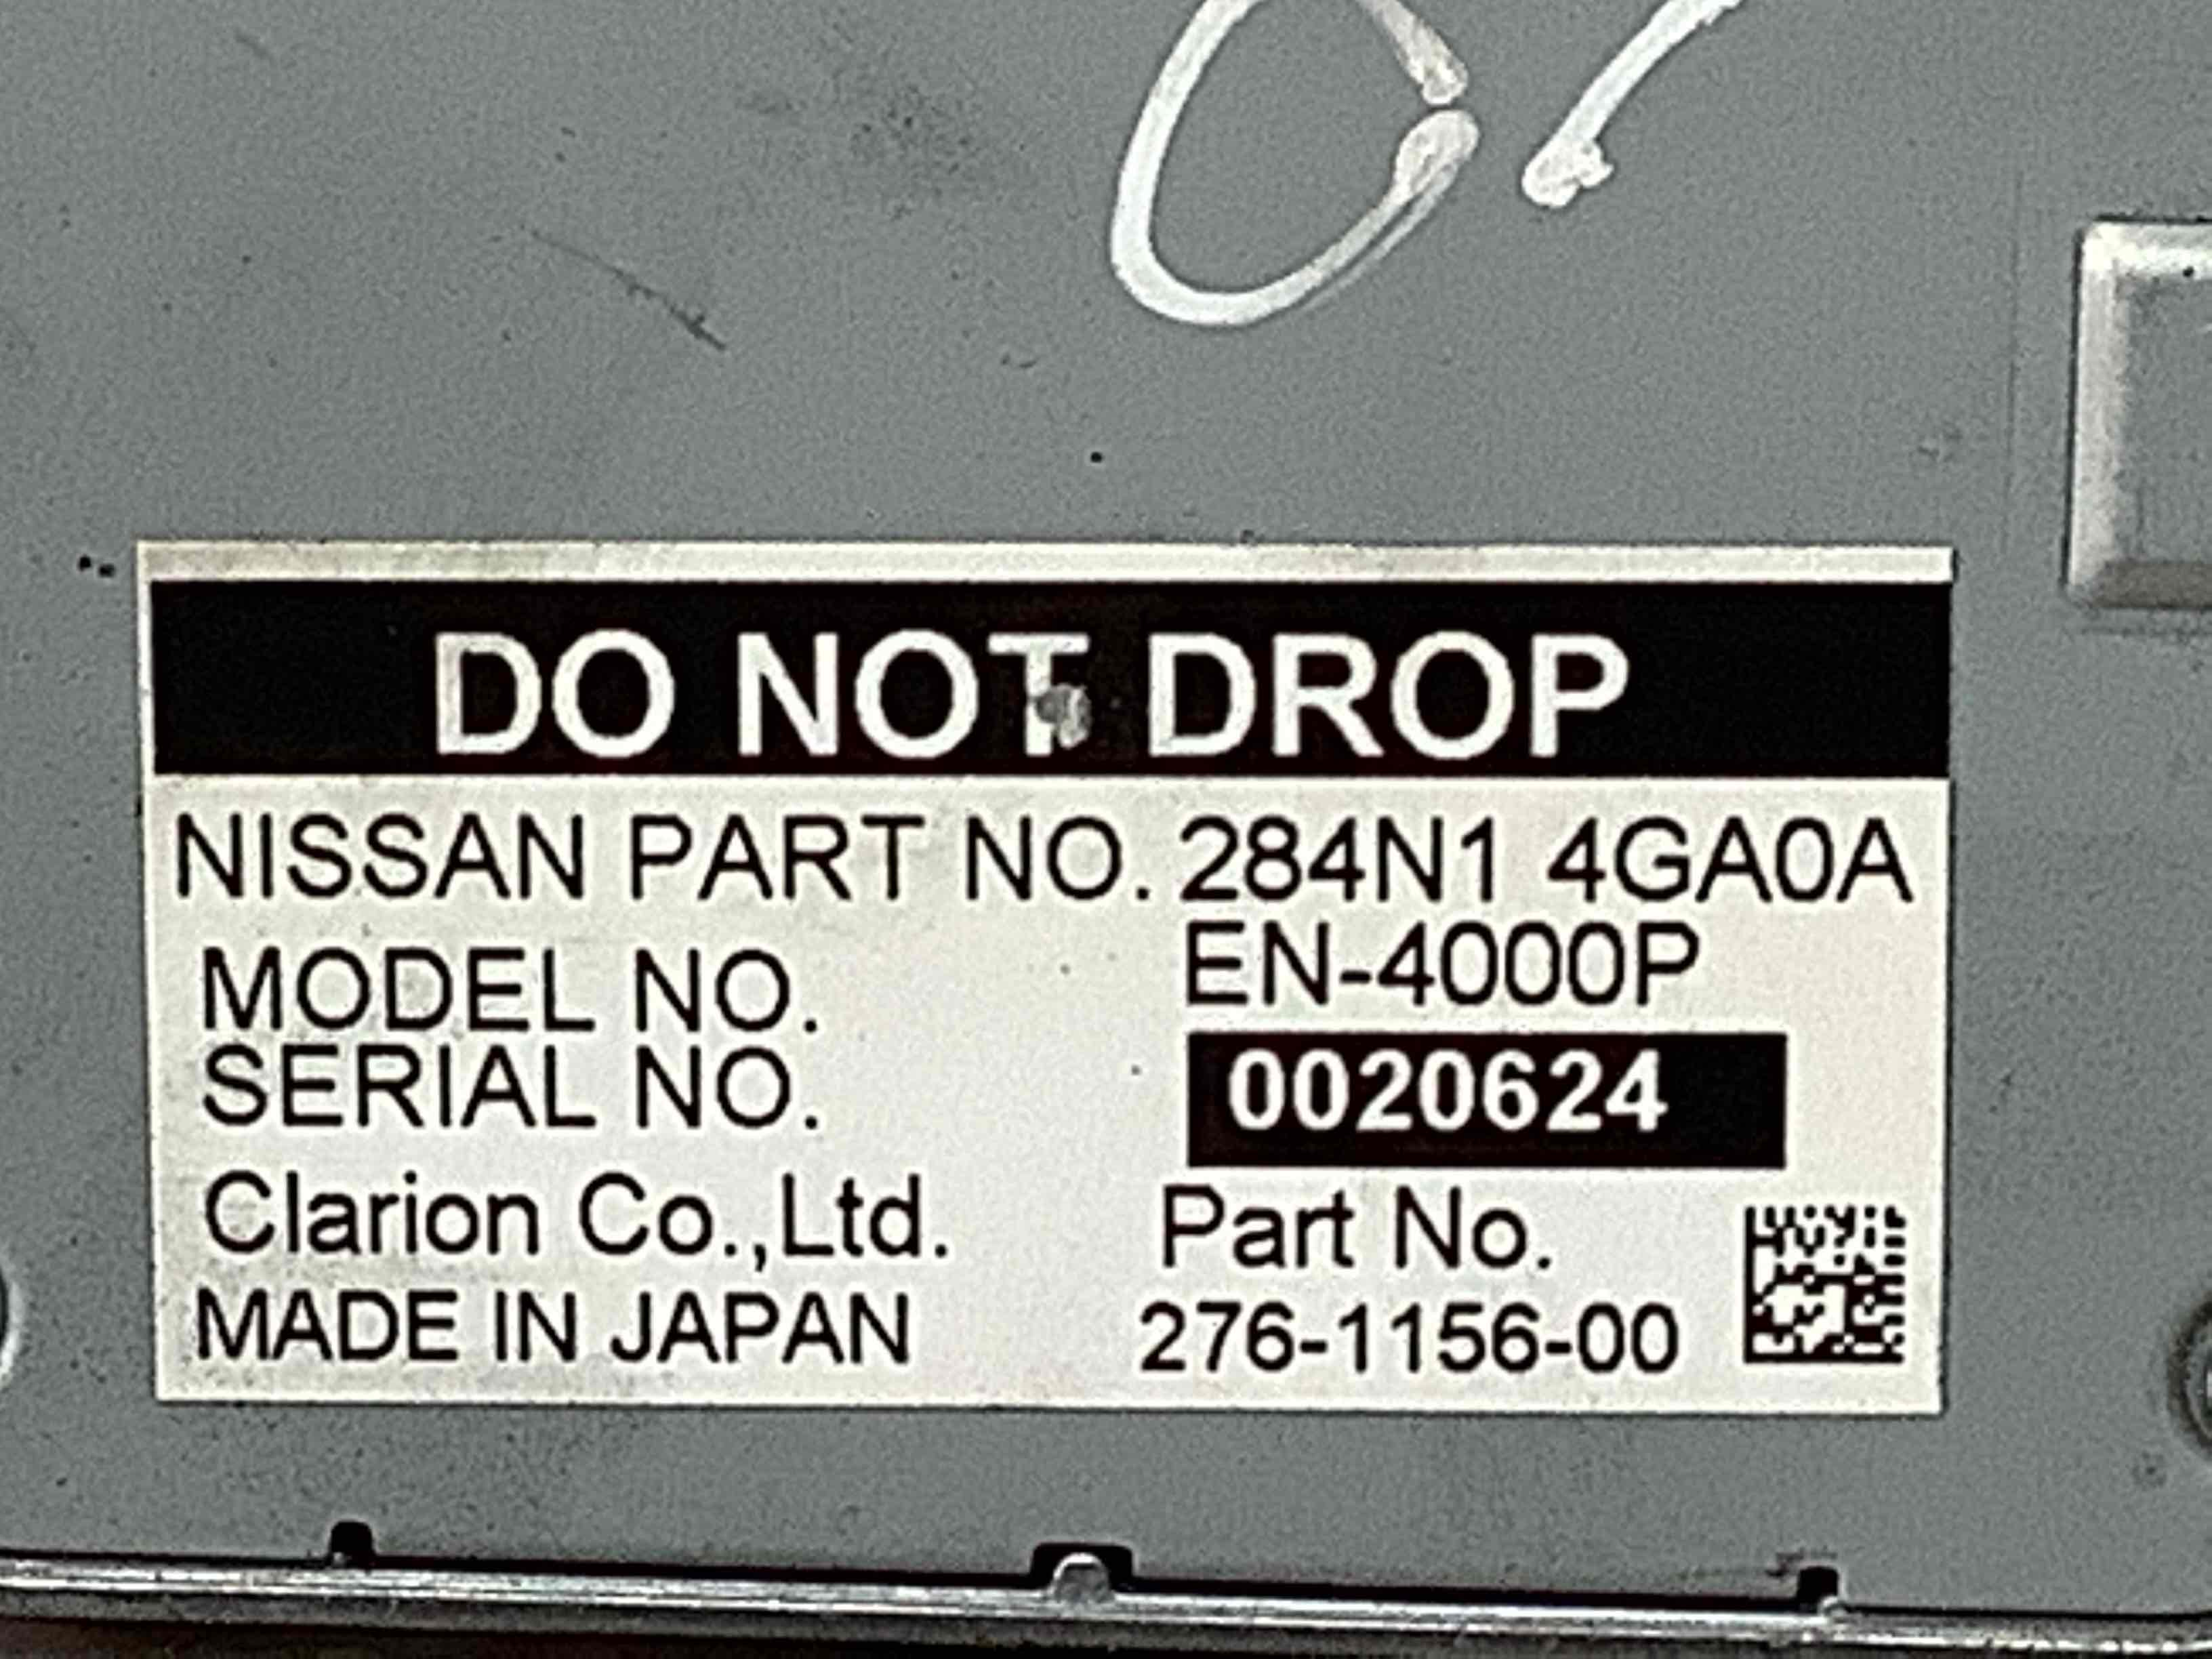 DO NOT DROP
NISSAN PART NO. 284N1 4GA0A
MODEL NO. EN-4000P
SERIAL NO. 0020624
Clarion Co.,Ltd. Part No.
MADE IN JAPAN 276-1156-00